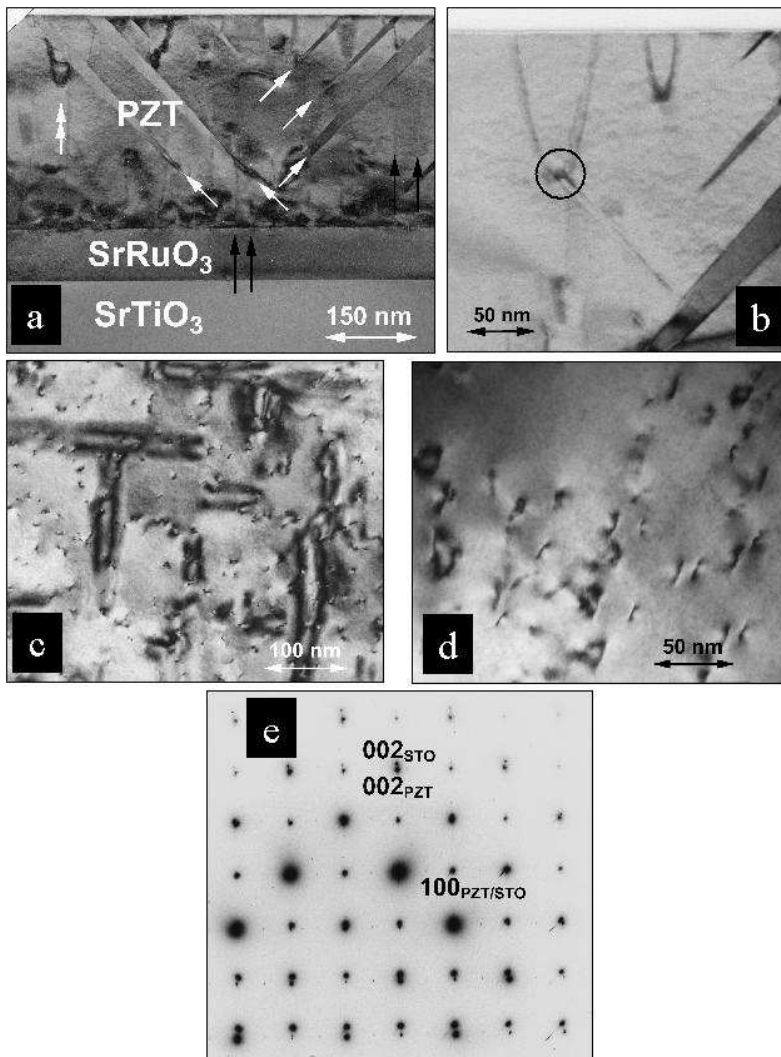 PZT
SrRuO3
a
SrTiO3
150 nm
50 nm
b
c
100 nm
d
50 nm
e
002STO
002PZT
100PZT/STO